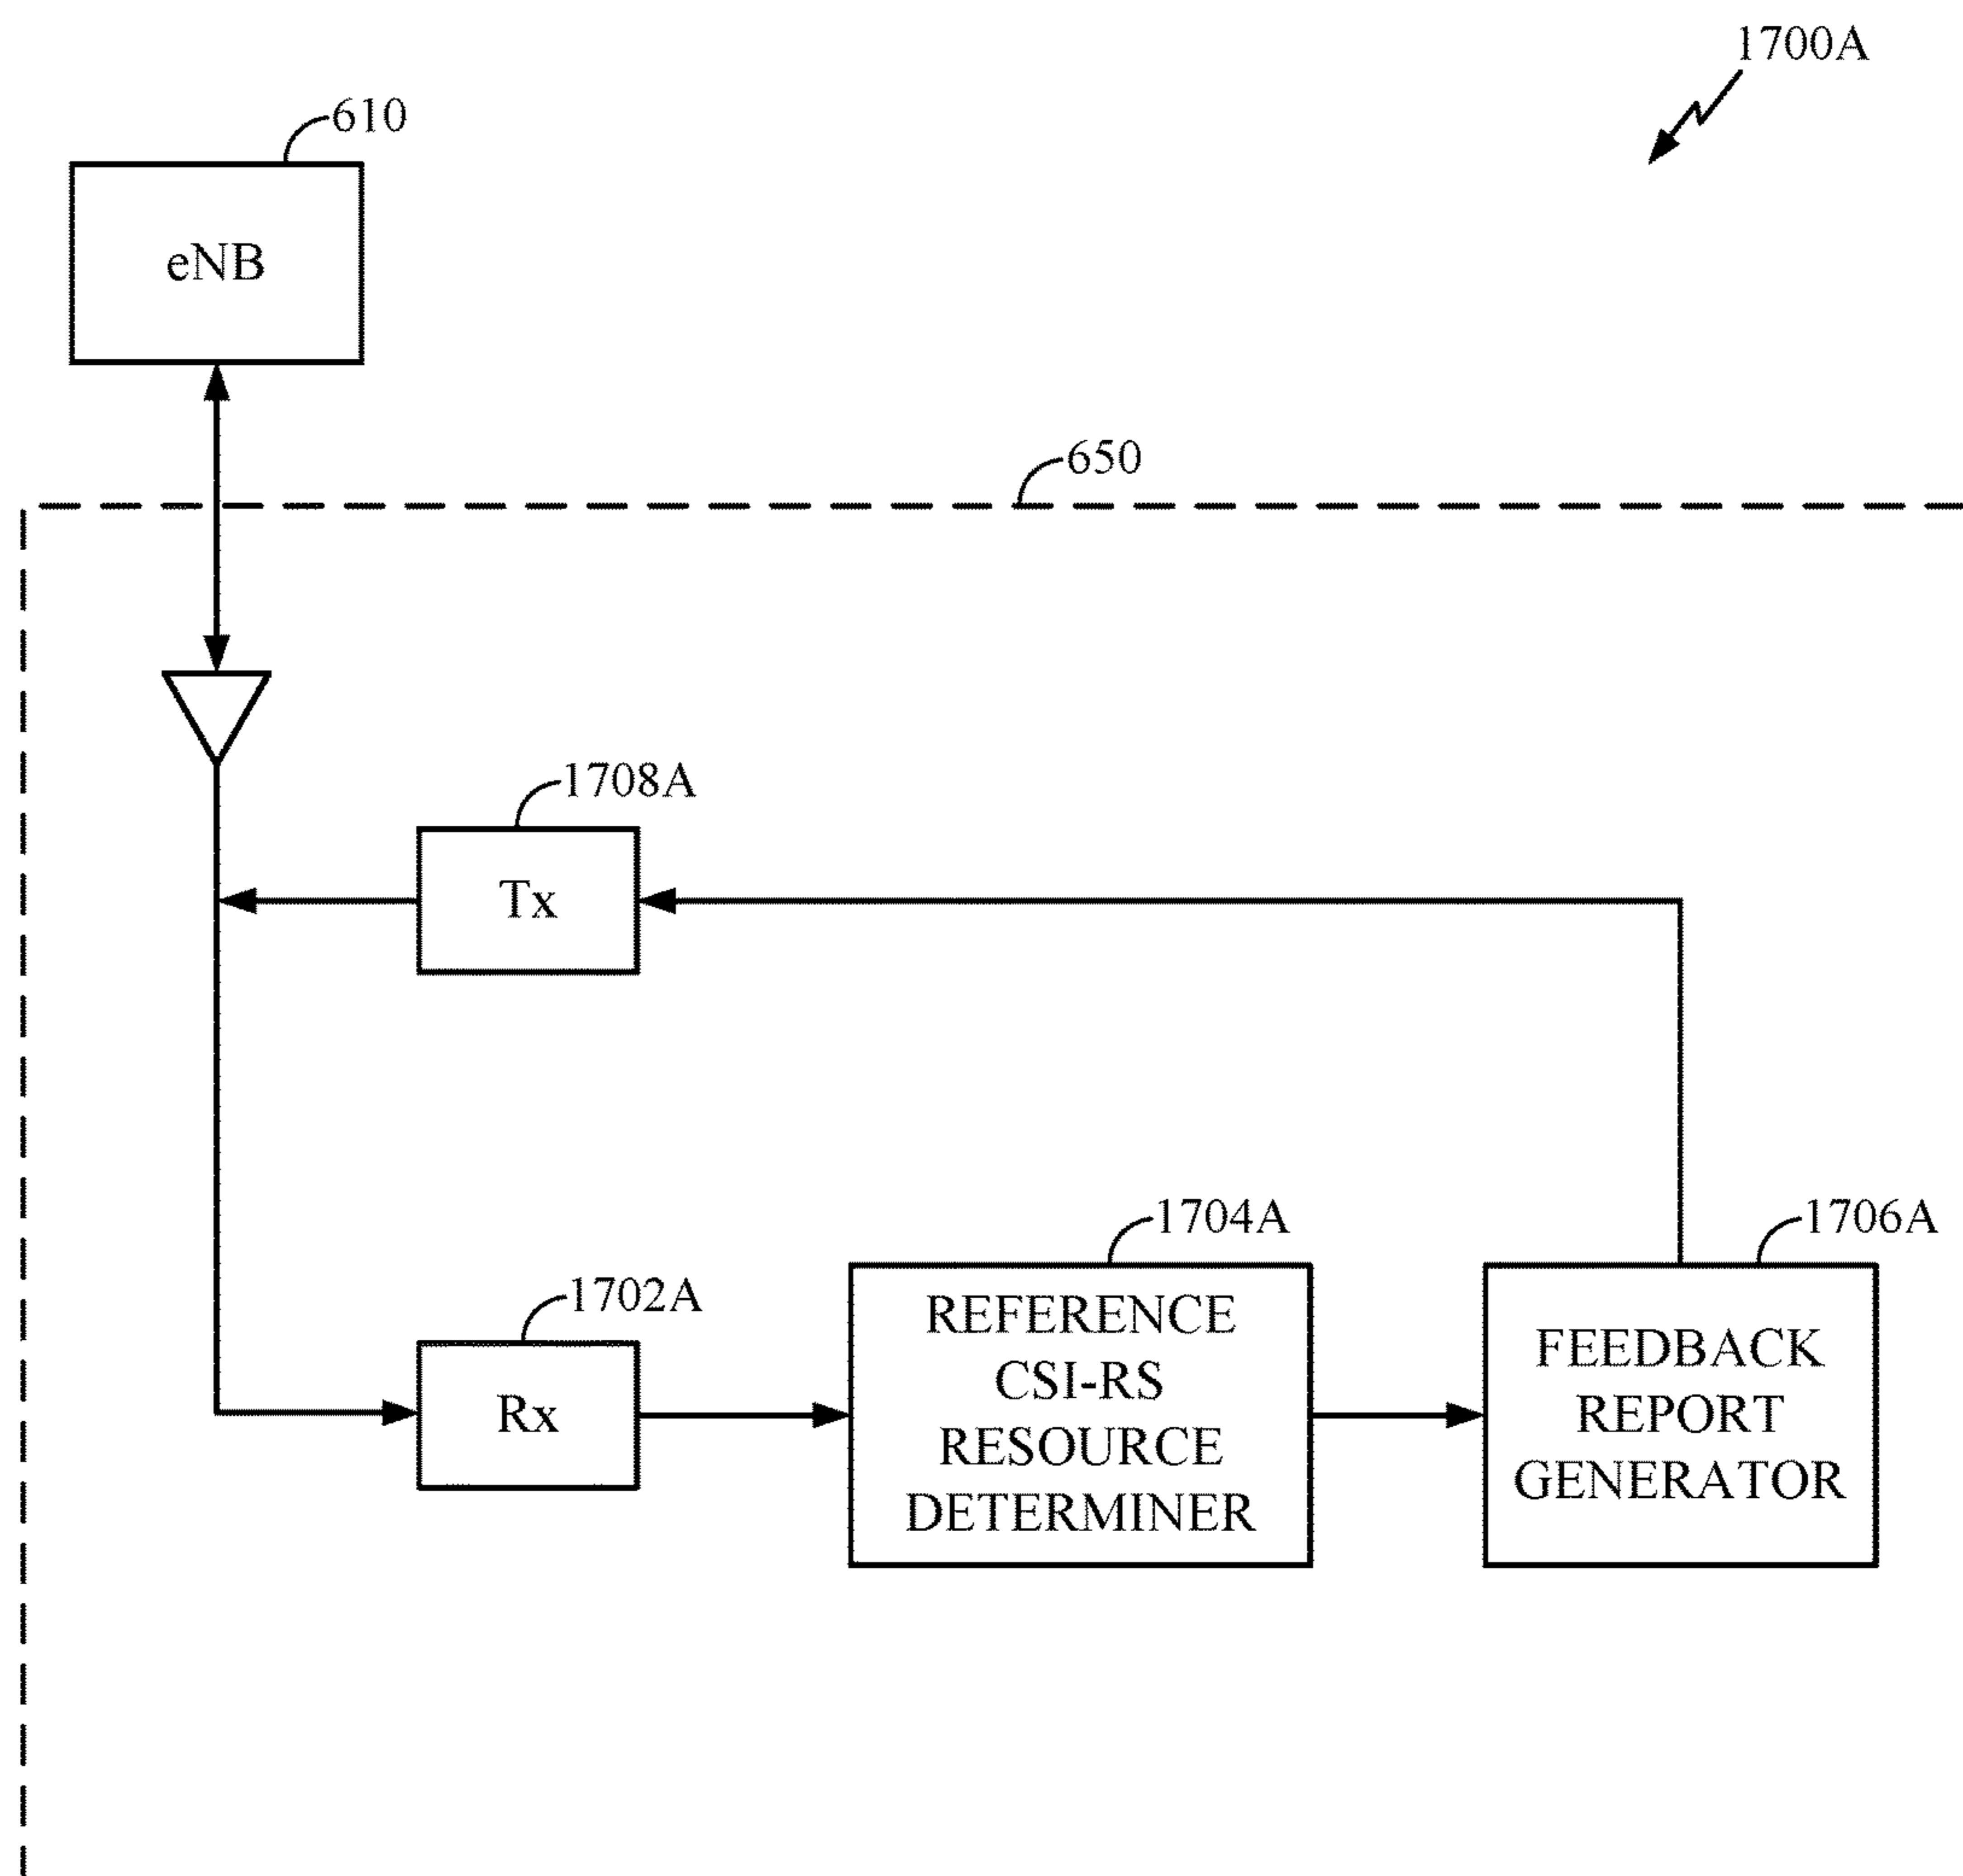 1700A
610
eNB
650
1708A
Tx
1704A
1706A
1702A
REFERENCE
CSI-RS
RESOURCE
DETERMINER
FEEDBACK
REPORT
GENERATOR
Rx